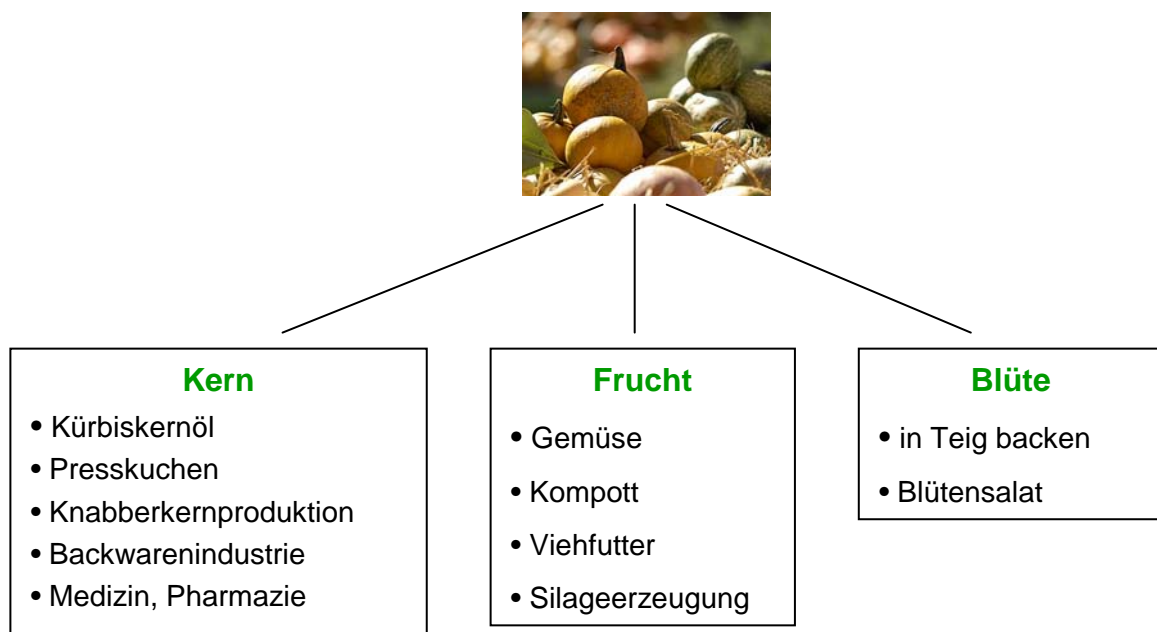 Kern
• Kürbiskernöl
• Presskuchen
• Knabberkernproduktion
• Backwarenindustrie
• Medizin, Pharmazie
Frucht
• Gemüse
• Kompott
• Viehfutter
• Silageerzeugung
Blüte
• in Teig backen
• Blütensalat